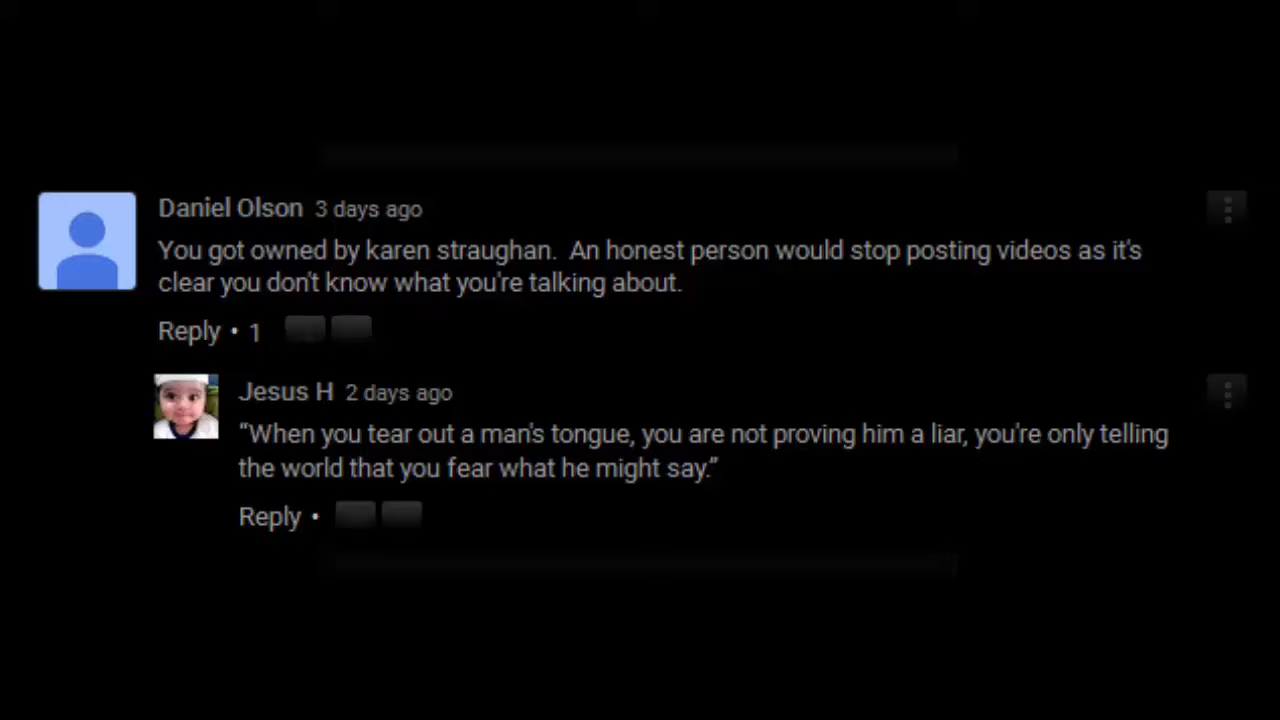 Daniel Olson 3 days ago
You got owned by karen straughan.  An honest person would stop posting videos as it's
clear you don't know what you're talking about.
Reply • 1
Jesus H 2 days ago
“When you tear out a man's tongue, you are not proving him a liar, you're only telling
the world that you fear what he might say.”
Reply •